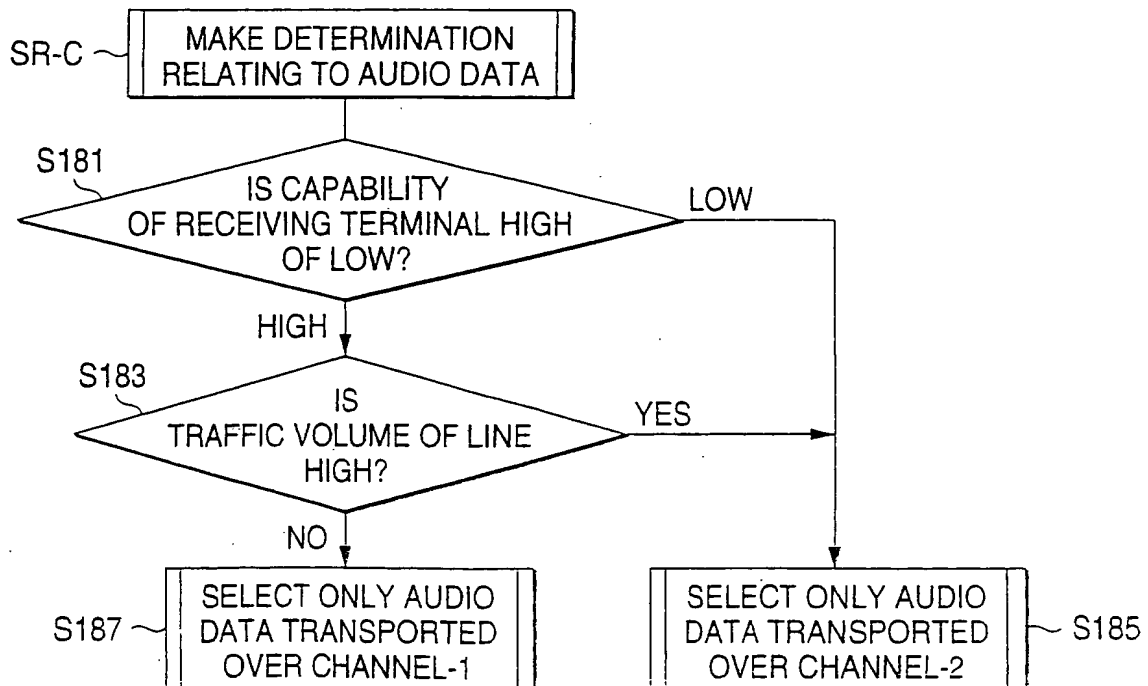 SR-C
MAKE DETERMINATION
RELATING TO AUDIO DATA
S181
IS CAPABILITY
OF RECEIVING TERMINAL HIGH
OF LOW?
LOW
HIGH
S183
IS
TRAFFIC VOLUME OF LINE
HIGH?
YES
NO
S187
SELECT ONLY AUDIO
DATA TRANSPORTED
OVER CHANNEL-1
SELECT ONLY AUDIO
DATA TRANSPORTED
OVER CHANNEL-2
S185